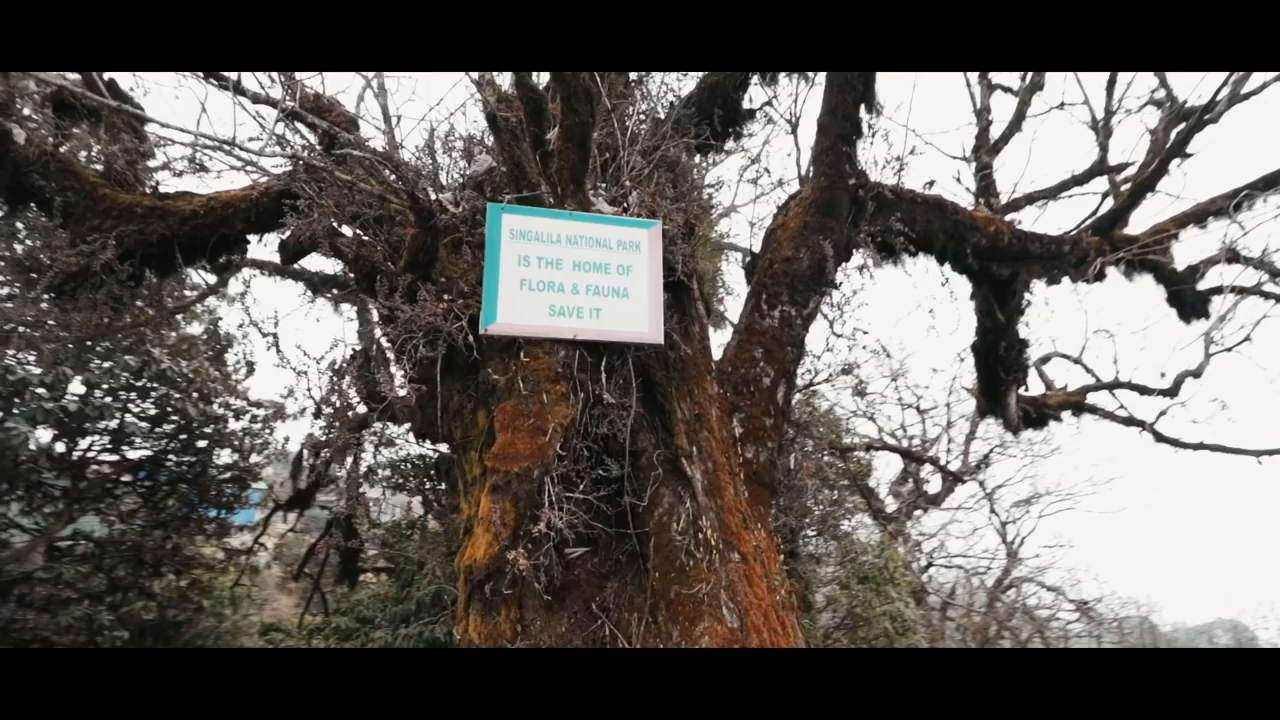 SINGALILA NATIONAL PARK
IS THE HOME OF
FLORA & FAUNA
SAVE IT